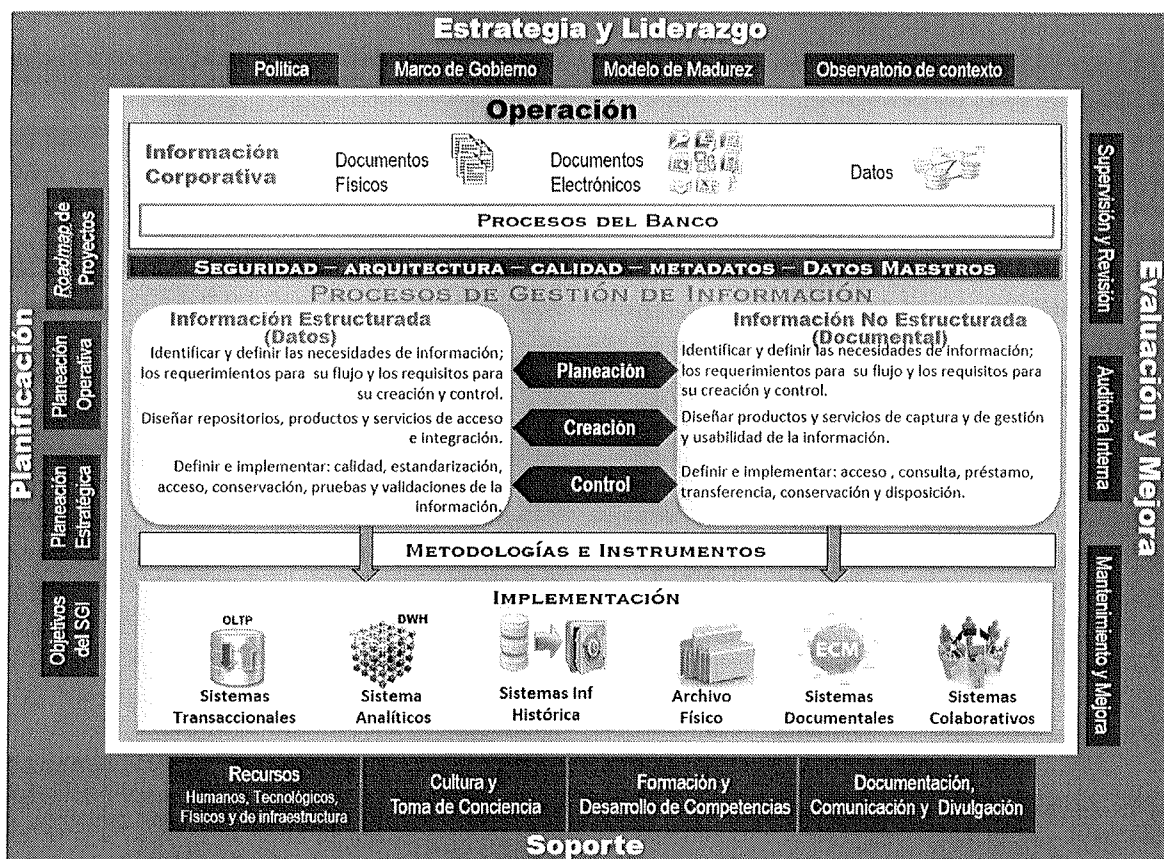 Estrategia y Liderazgo
Política
Marco de Gobierno
Modelo de Madurez
Observatorio de contexto
Planificación
Roadmap de
Proyectos
Planeación
Operativa
Planeación
Estratégica
Objetivos
del SGI
Operación
Información
Corporativa
Documentos
Físicos
Documentos
Electrónicos
Datos
PROCESOS DEL BANCO
SEGURIDAD – ARQUITECTURA – CALIDAD – METADATOS – DATOS MAESTROS
PROCESOS DE GESTIÓN DE INFORMACIÓN
Información Estructurada
(Datos)
Identificar y definir las necesidades de información;
los requerimientos para su flujo y los requisitos para
su creación y control.
Diseñar repositorios, productos y servicios de acceso
e integración.
Definir e implementar: calidad, estandarización,
acceso, conservación, pruebas y validaciones de la
información.
Planeación
Creación
Control
Información No Estructurada
(Documental)
Identificar y definir las necesidades de información;
los requerimientos para su flujo y los requisitos para
su creación y control.
Diseñar productos y servicios de captura y de gestión
y usabilidad de la información.
Definir e implementar: acceso , consulta, préstamo,
transferencia, conservación y disposición.
METODOLOGÍAS E INSTRUMENTOS
IMPLEMENTACIÓN
OLTP
Sistemas
Transaccionales
DWH
Sistema
Analíticos
Sistemas Inf
Histórica
Archivo
Físico
ECM
Sistemas
Documentales
Sistemas
Colaborativos
Evaluación y Mejora
Supervisión y Revisión
Auditoría Interna
Mantenimiento y Mejora
Recursos
Humanos, Tecnológicos,
Físicos y de infraestructura
Cultura y
Toma de Conciencia
Formación y
Desarrollo de Competencias
Documentación,
Comunicación y Divulgación
Soporte